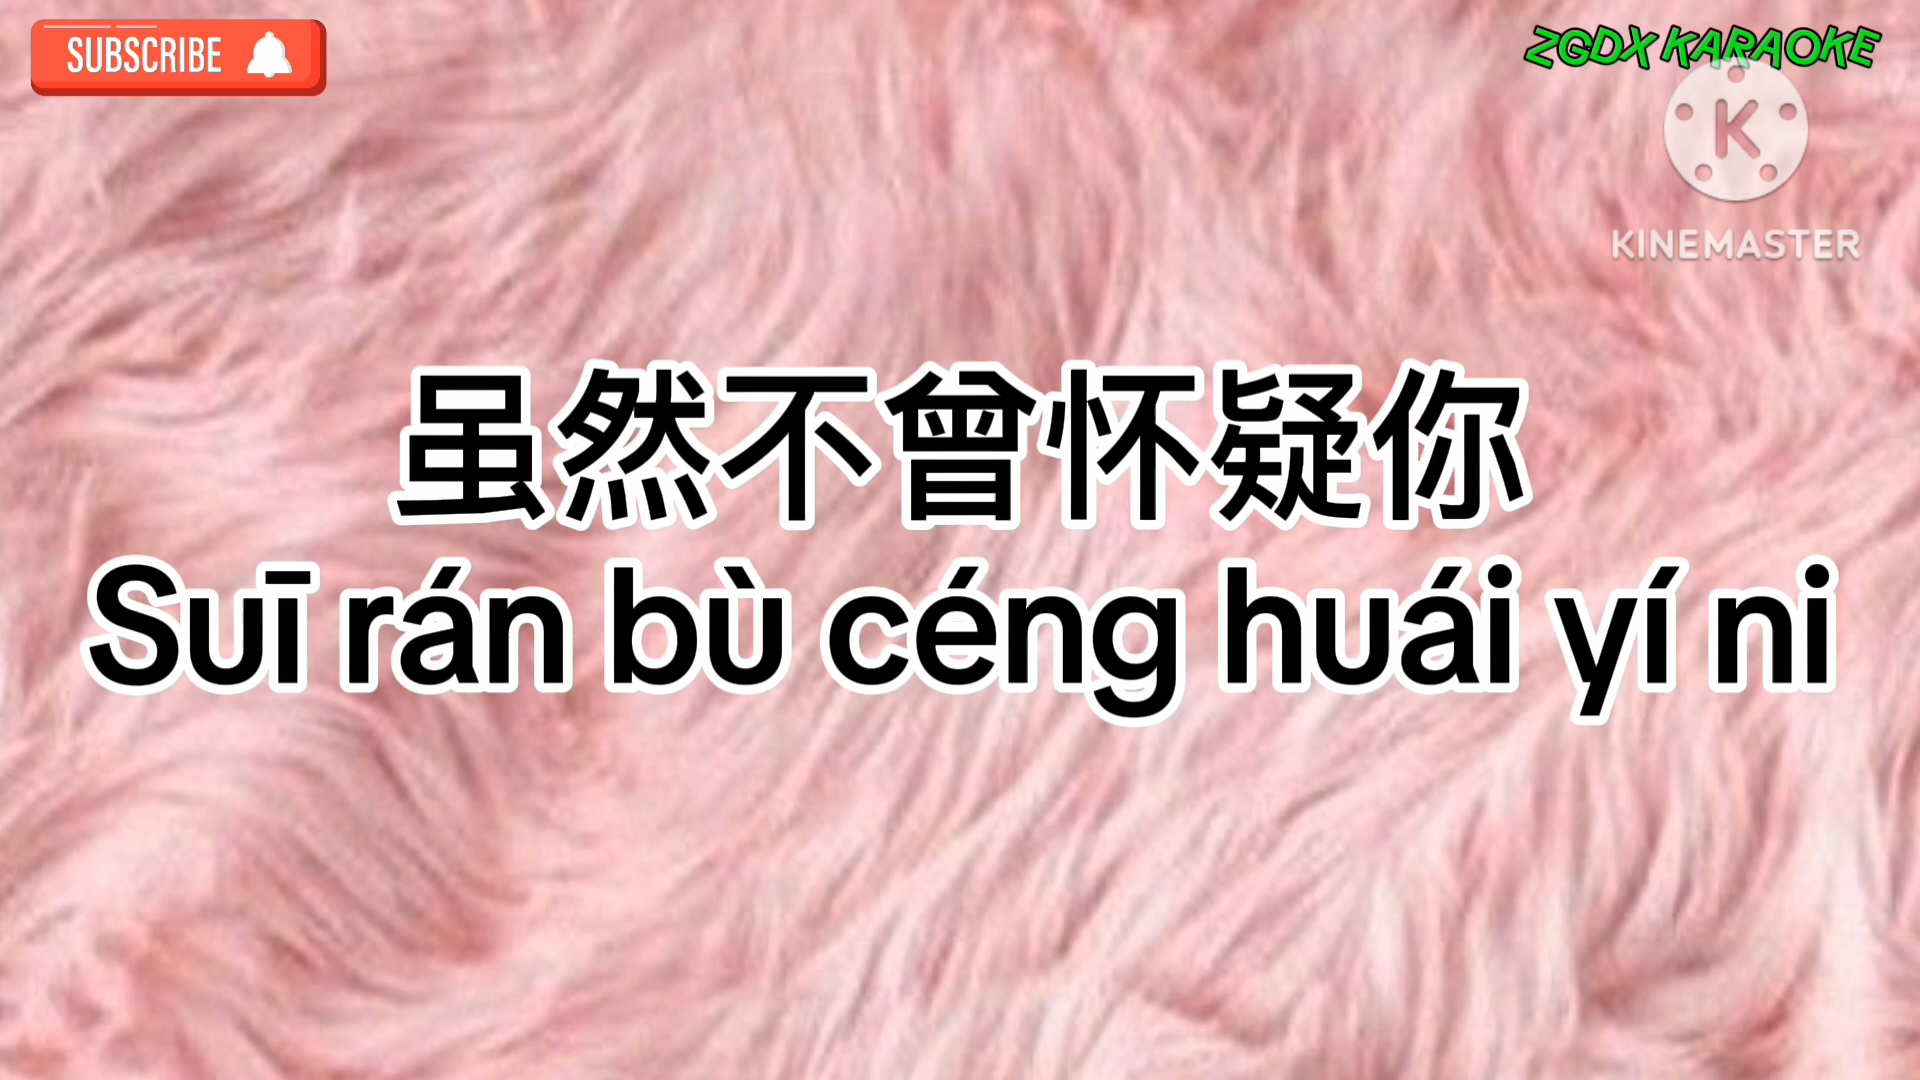 SUBSCRIBE
ZGDX KARAOKE
K
KINEMASTER
虽然不曾怀疑你
Suī rán bù céng huái yí ni